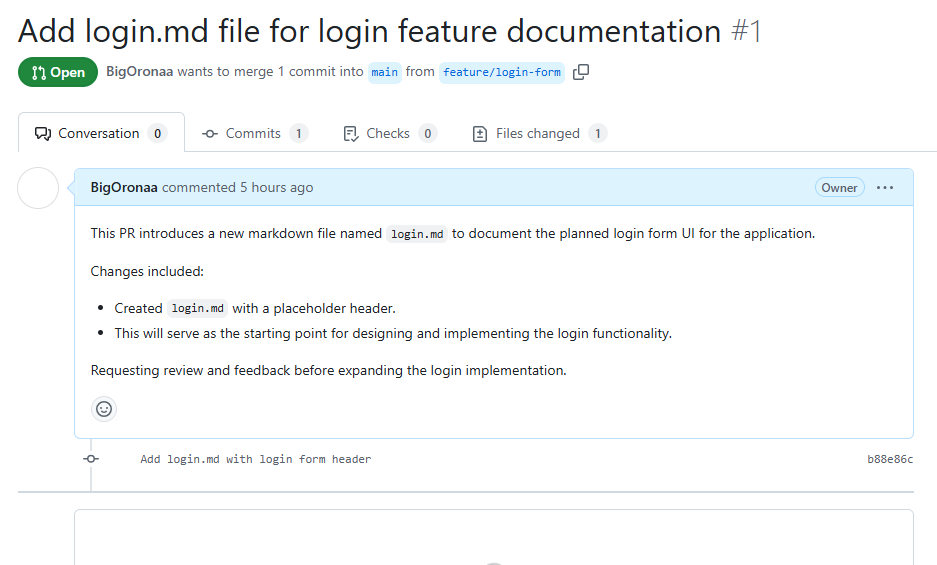 Add login.md file for login feature documentation #1
Open BigOronaa wants to merge 1 commit into main from feature/login-form
Conversation 0 Commits 1 Checks 0 Files changed 1
BigOronaa commented 5 hours ago Owner
This PR introduces a new markdown file named login.md to document the planned login form UI for the application.
Changes included:
• Created login.md with a placeholder header.
• This will serve as the starting point for designing and implementing the login functionality.
Requesting review and feedback before expanding the login implementation.
Add login.md with login form header b88e86c